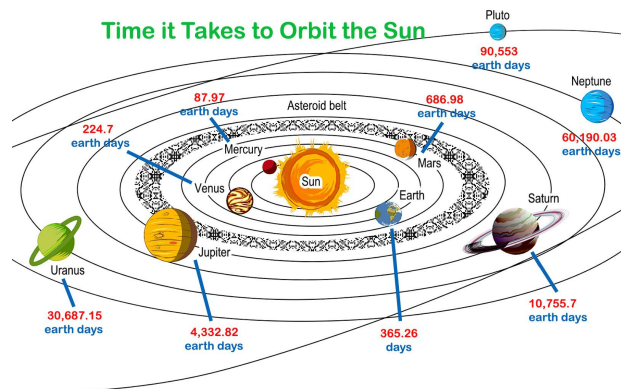 Time it Takes to Orbit the Sun
Pluto
90,553
earth days
Neptune
60,190.03
earth days
87.97
earth days
Asteroid belt
686.98
earth days
224.7
earth days
Mercury
Mars
Venus
Sun
Earth
Saturn
Uranus
Jupiter
30,687.15
earth days
4,332.82
earth days
365.26
days
10,755.7
earth days